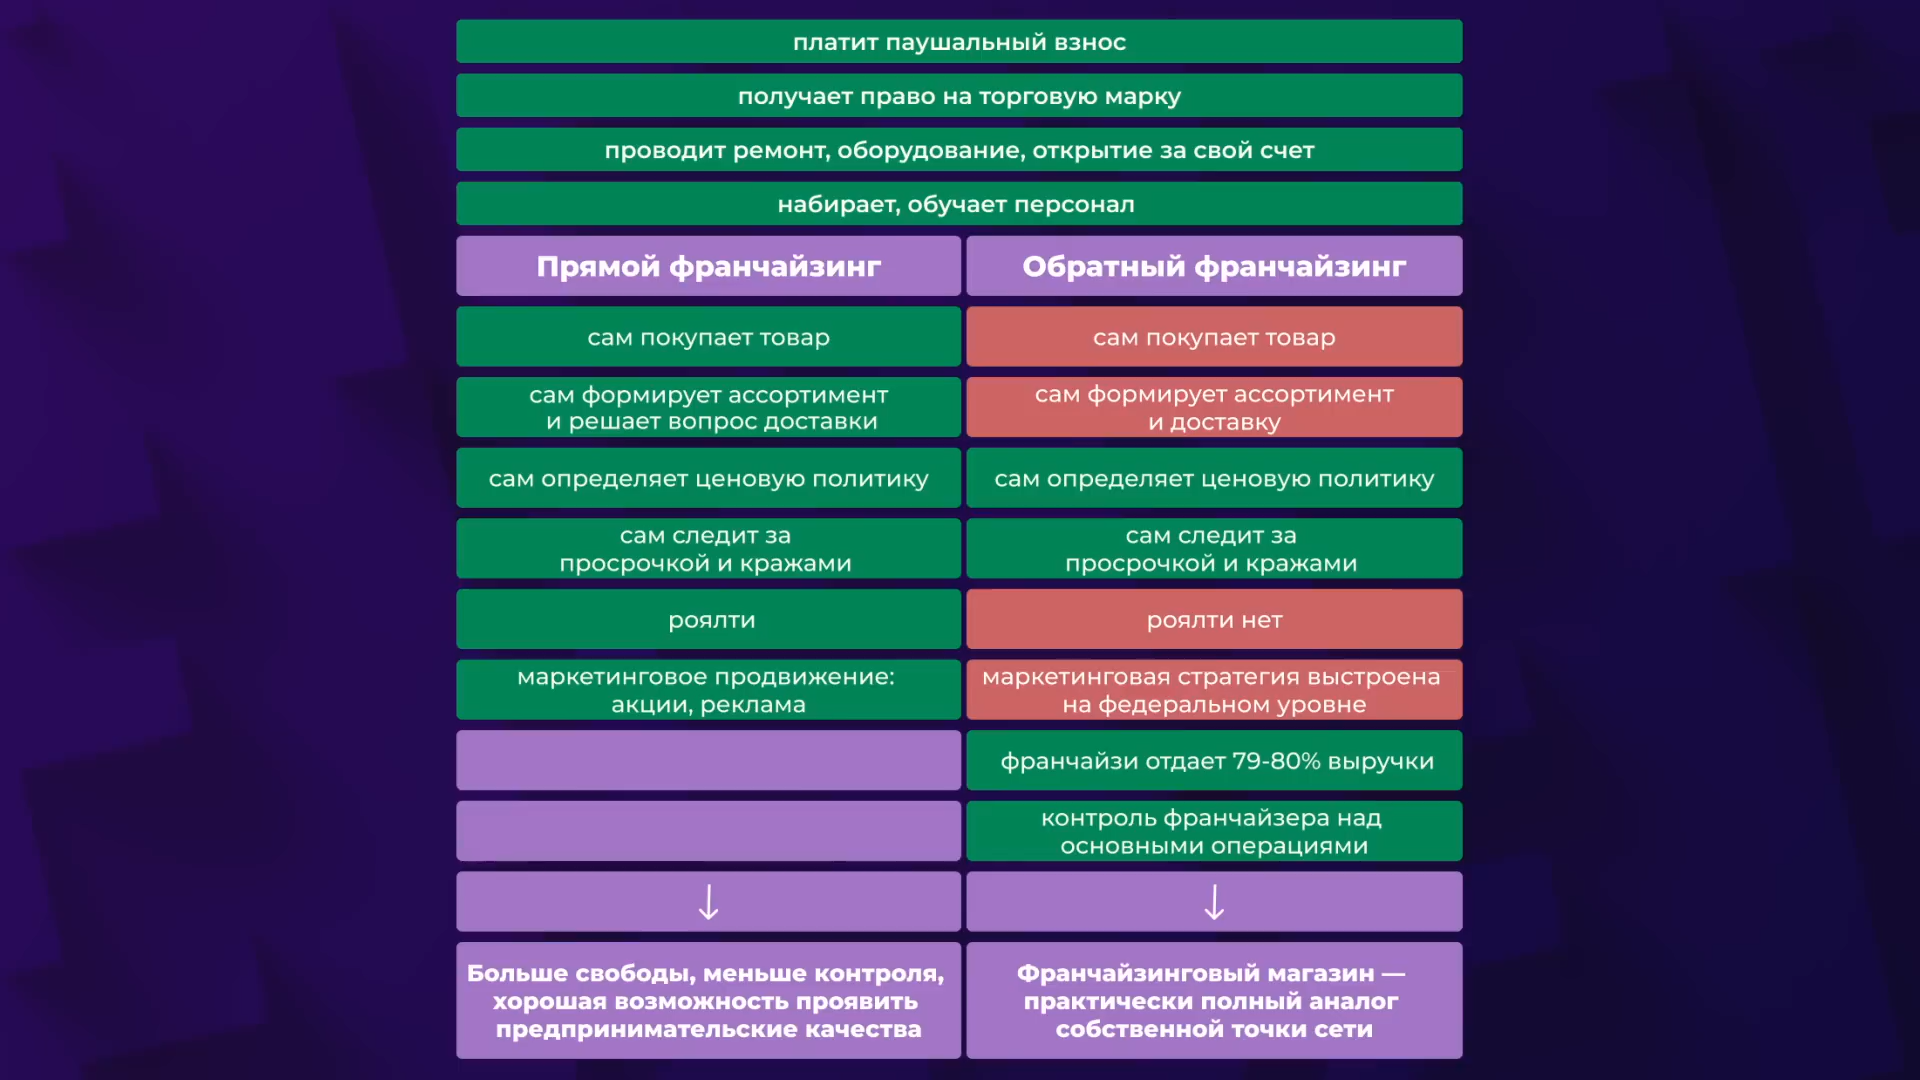 платит паушальный взнос
получает право на торговую марку
проводит ремонт, оборудование, открытие за свой счет
набирает, обучает персонал
Прямой франчайзинг
Обратный франчайзинг
сам покупает товар
сам покупает товар
сам формирует ассортимент
и решает вопрос доставки
сам формирует ассортимент
и доставку
сам определяет ценовую политику
сам определяет ценовую политику
сам следит за
просрочкой и кражами
сам следит за
просрочкой и кражами
роялти
роялти нет
маркетинговое продвижение:
акции, реклама
маркетинговая стратегия выстроена
на федеральном уровне
франчайзи отдает 79-80% выручки
контроль франчайзера над
основными операциями
↓
↓
Больше свободы, меньше контроля,
хорошая возможность проявить
предпринимательские качества
Франчайзинговый магазин —
практически полный аналог
собственной точки сети